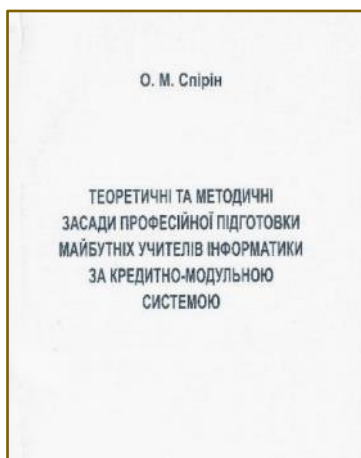 О. М. Спірін
ТЕОРЕТИЧНІ ТА МЕТОДИЧНІ
ЗАСАДИ ПРОФЕСІЙНОЇ ПІДГОТОВКИ
МАЙБУТНІХ УЧИТЕЛІВ ІНФОРМАТИКИ
ЗА КРЕДИТНО-МОДУЛЬНОЮ
СИСТЕМОЮ